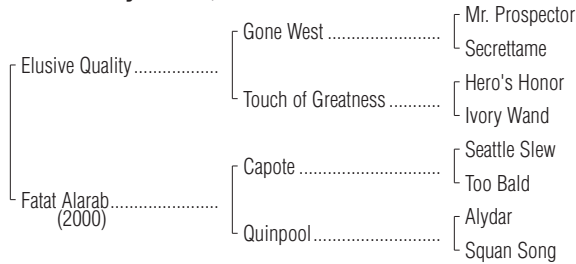 Mr. Prospector
Gone West
Secrettame
Elusive Quality
Hero's Honor
Touch of Greatness
Ivory Wand
Seattle Slew
Capote
Too Bald
Fatat Alarab
(2000)
Alydar
Quinpool
Squan Song